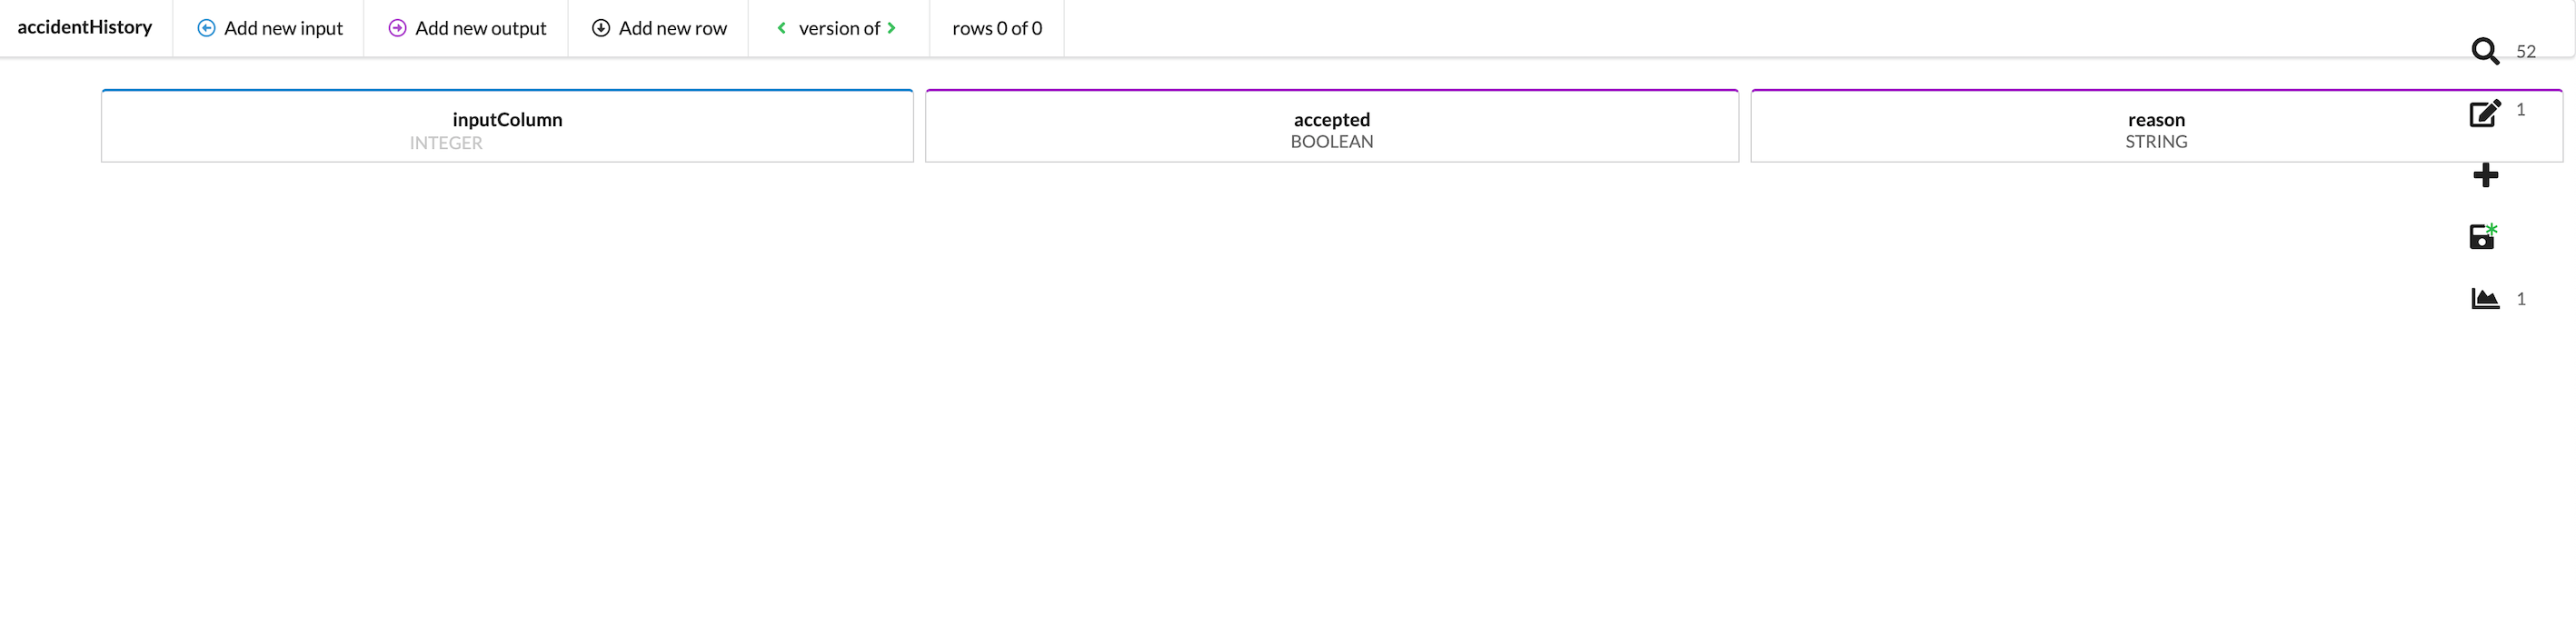 accidentHistory Add new input Add new output Add new row version of rows 0 of 0
52
inputColumn accepted reason 1
INTEGER BOOLEAN STRING
1